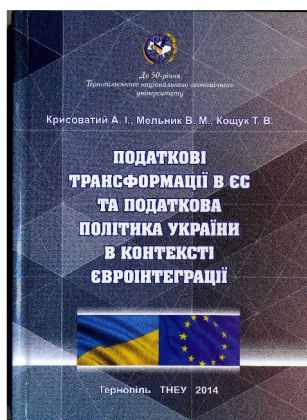 До 50-річчя
Тернопільського національного економічного
університету
Крисоватий А. І., Мельник В. М., Кощук Т. В.
ПОДАТКОВІ
ТРАНСФОРМАЦІЇ В ЄС
ТА ПОДАТКОВА
ПОЛІТИКА УКРАЇНИ
В КОНТЕКСТІ
ЄВРОІНТЕГРАЦІЇ
Тернопіль ТНЕУ 2014